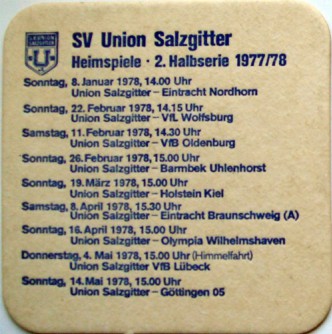 UNION
SALZGITTER
U
SV Union Salzgitter
Heimspiele · 2. Halbserie 1977/78
Sonntag, 8. Januar 1978, 14.00 Uhr
Union Salzgitter – Eintracht Nordhorn
Sonntag, 22. Februar 1978, 14.15 Uhr
Union Salzgitter – VfL Wolfsburg
Samstag, 11. Februar 1978, 14.30 Uhr
Union Salzgitter – VfB Oldenburg
Sonntag, 26. Februar 1978, 15.00 Uhr
Union Salzgitter – Barmbek Uhlenhorst
Sonntag, 19. März 1978, 15.00 Uhr
Union Salzgitter – Holstein Kiel
Samstag, 8. April 1978, 15.30 Uhr
Union Salzgitter – Eintracht Braunschweig (A)
Sonntag, 16. April 1978, 15.00 Uhr
Union Salzgitter – Olympia Wilhelmshaven
Donnerstag, 4. Mai 1978, 15.00 Uhr (Himmelfahrt)
Union Salzgitter VfB Lübeck
Sonntag, 14. Mai 1978, 15.00 Uhr
Union Salzgitter – Göttingen 05